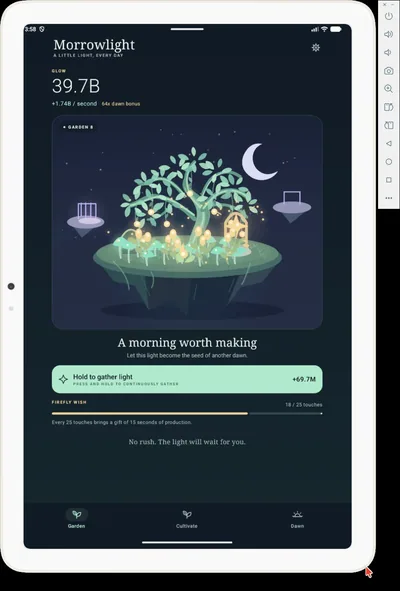 3:58
Morrowlight
A LITTLE LIGHT, EVERY DAY
GLOW
39.7B
+1.74B / second 64x dawn bonus
GARDEN 8
A morning worth making
Let this light become the seed of another dawn.
Hold to gather light
PRESS AND HOLD TO CONTINUOUSLY GATHER
+69.7M
FIREFLY WISH
18 / 25 touches
Every 25 touches brings a gift of 15 seconds of production.
No rush. The light will wait for you.
Garden
Cultivate
Dawn